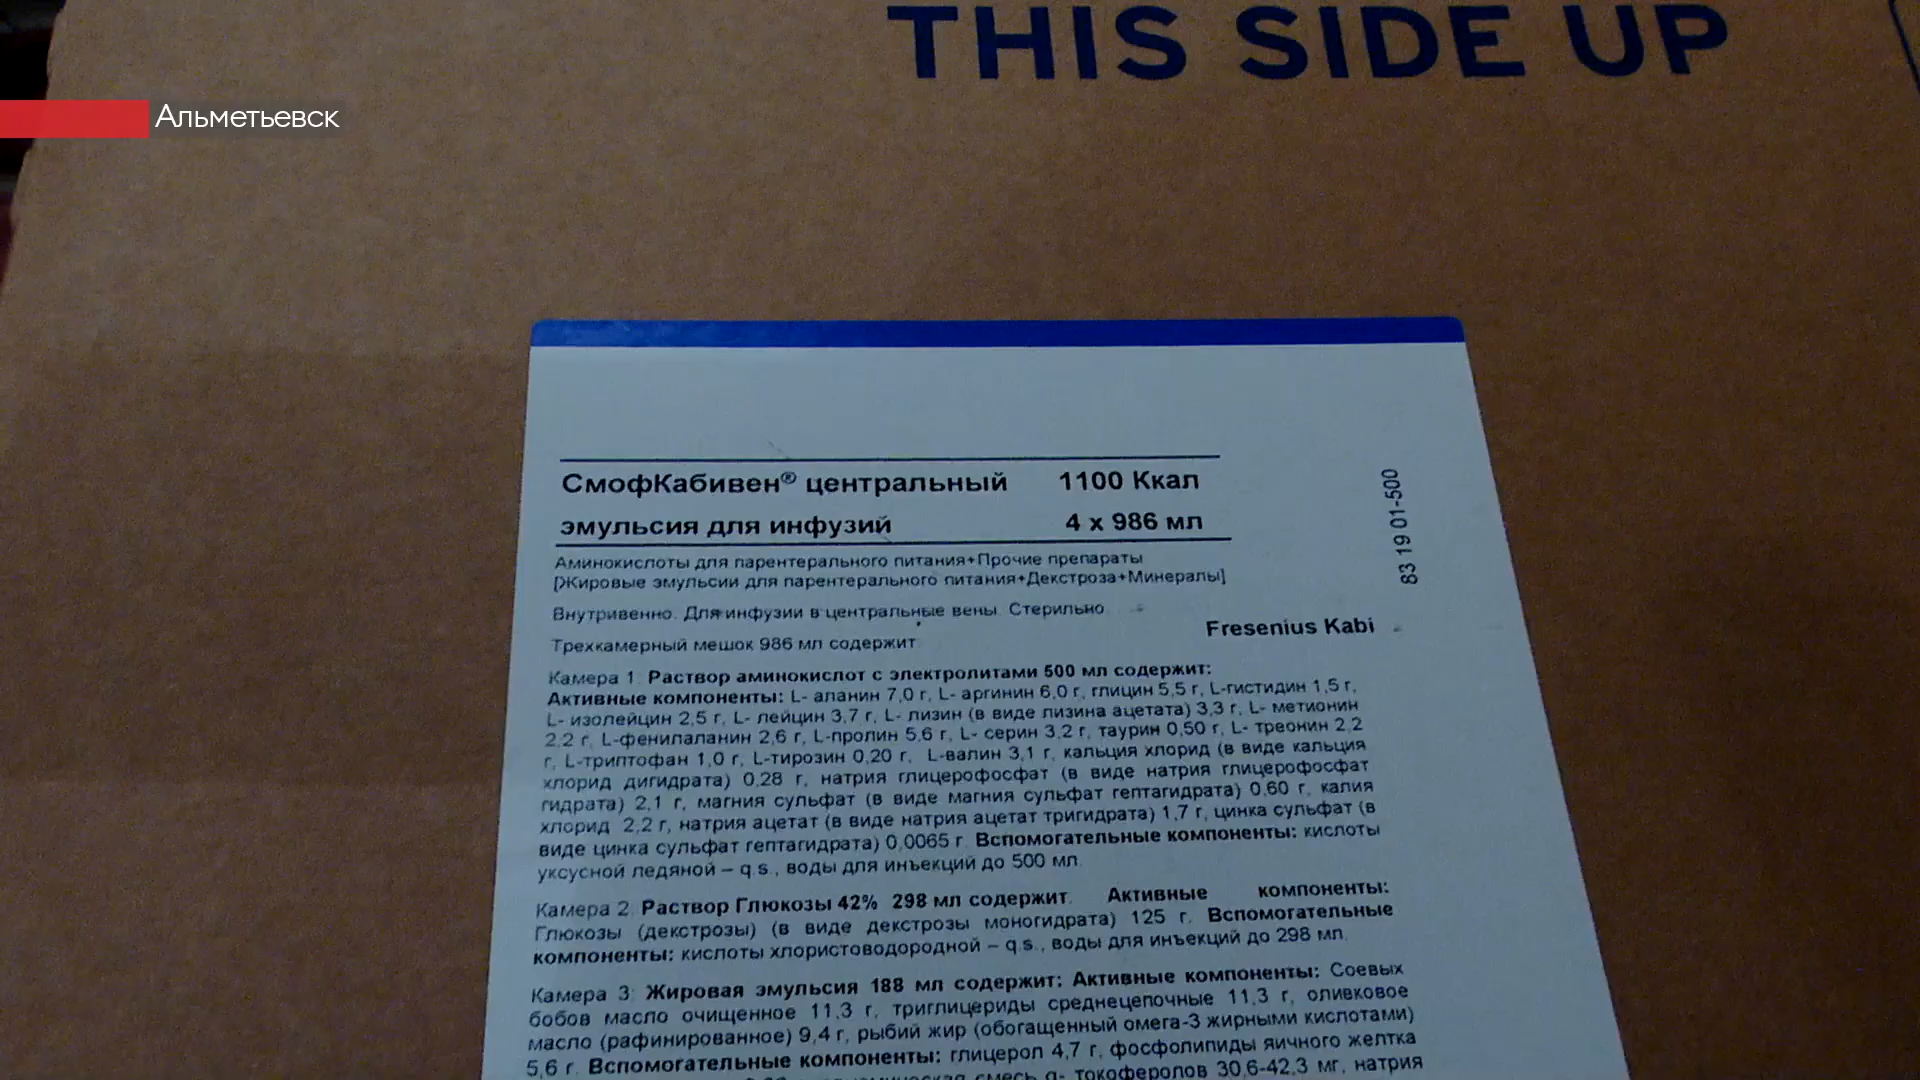 THIS SIDE UP
Альметьевск
СмофКабивен® центральный 1100 Ккал
эмульсия для инфузий 4 х 986 мл
Аминокислоты для парентерального питания+Прочие препараты
[Жировые эмульсии для парентерального питания+Декстроза+Минералы]
Внутривенно. Для инфузии в центральные вены. Стерильно
83 19 01-500
Fresenius Kabi
Трехкамерный мешок 986 мл содержит
Камера 1. Раствор аминокислот с электролитами 500 мл содержит:
Активные компоненты: L- аланин 7,0 г, L- аргинин 6,0 г, глицин 5,5 г, L-гистидин 1,5 г,
L- изолейцин 2,5 г, L- лейцин 3,7 г, L- лизин (в виде лизина ацетата) 3,3 г, L- метионин
2,2 г, L-фенилаланин 2,6 г, L-пролин 5,6 г, L- серин 3,2 г, таурин 0,50 г, L- треонин 2,2
г, L-триптофан 1,0 г, L-тирозин 0,20 г, L-валин 3,1 г, кальция хлорид (в виде кальция
хлорид дигидрата) 0,28 г, натрия глицерофосфат (в виде натрия глицерофосфат
гидрата) 2,1 г, магния сульфат (в виде магния сульфат гептагидрата) 0,60 г, калия
хлорид 2,2 г, натрия ацетат (в виде натрия ацетат тригидрата) 1,7 г, цинка сульфат (в
виде цинка сульфат гептагидрата) 0,0065 г. Вспомогательные компоненты: кислоты
уксусной ледяной – q.s., воды для инъекций до 500 мл.
Камера 2. Раствор Глюкозы 42% 298 мл содержит. Активные компоненты:
Глюкозы (декстрозы) (в виде декстрозы моногидрата) 125 г. Вспомогательные
компоненты: кислоты хлористоводородной – q.s., воды для инъекций до 298 мл.
Камера 3. Жировая эмульсия 188 мл содержит: Активные компоненты: Соевых
бобов масло очищенное 11,3 г, триглицериды среднецепочные 11,3 г, оливковое
масло (рафинированное) 9,4 г, рыбий жир (обогащенный омега-3 жирными кислотами)
5,6 г. Вспомогательные компоненты: глицерол 4,7 г, фосфолипиды яичного желтка
смесь α- токоферолов 30,6-42,3 мг, натрия